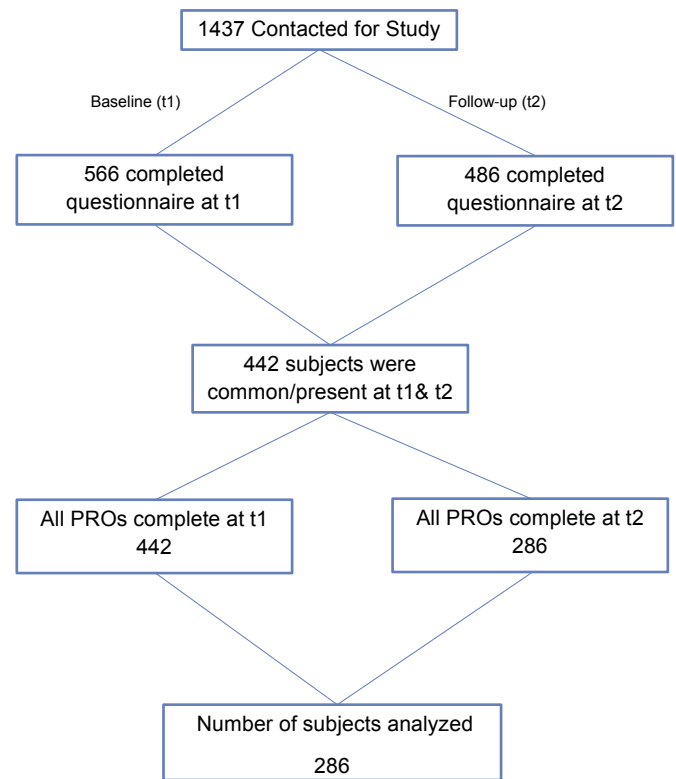 1437 Contacted for Study
Baseline (t1)
Follow-up (t2)
566 completed
questionnaire at t1
486 completed
questionnaire at t2
442 subjects were
common/present at t1& t2
All PROs complete at t1
442
All PROs complete at t2
286
Number of subjects analyzed
286